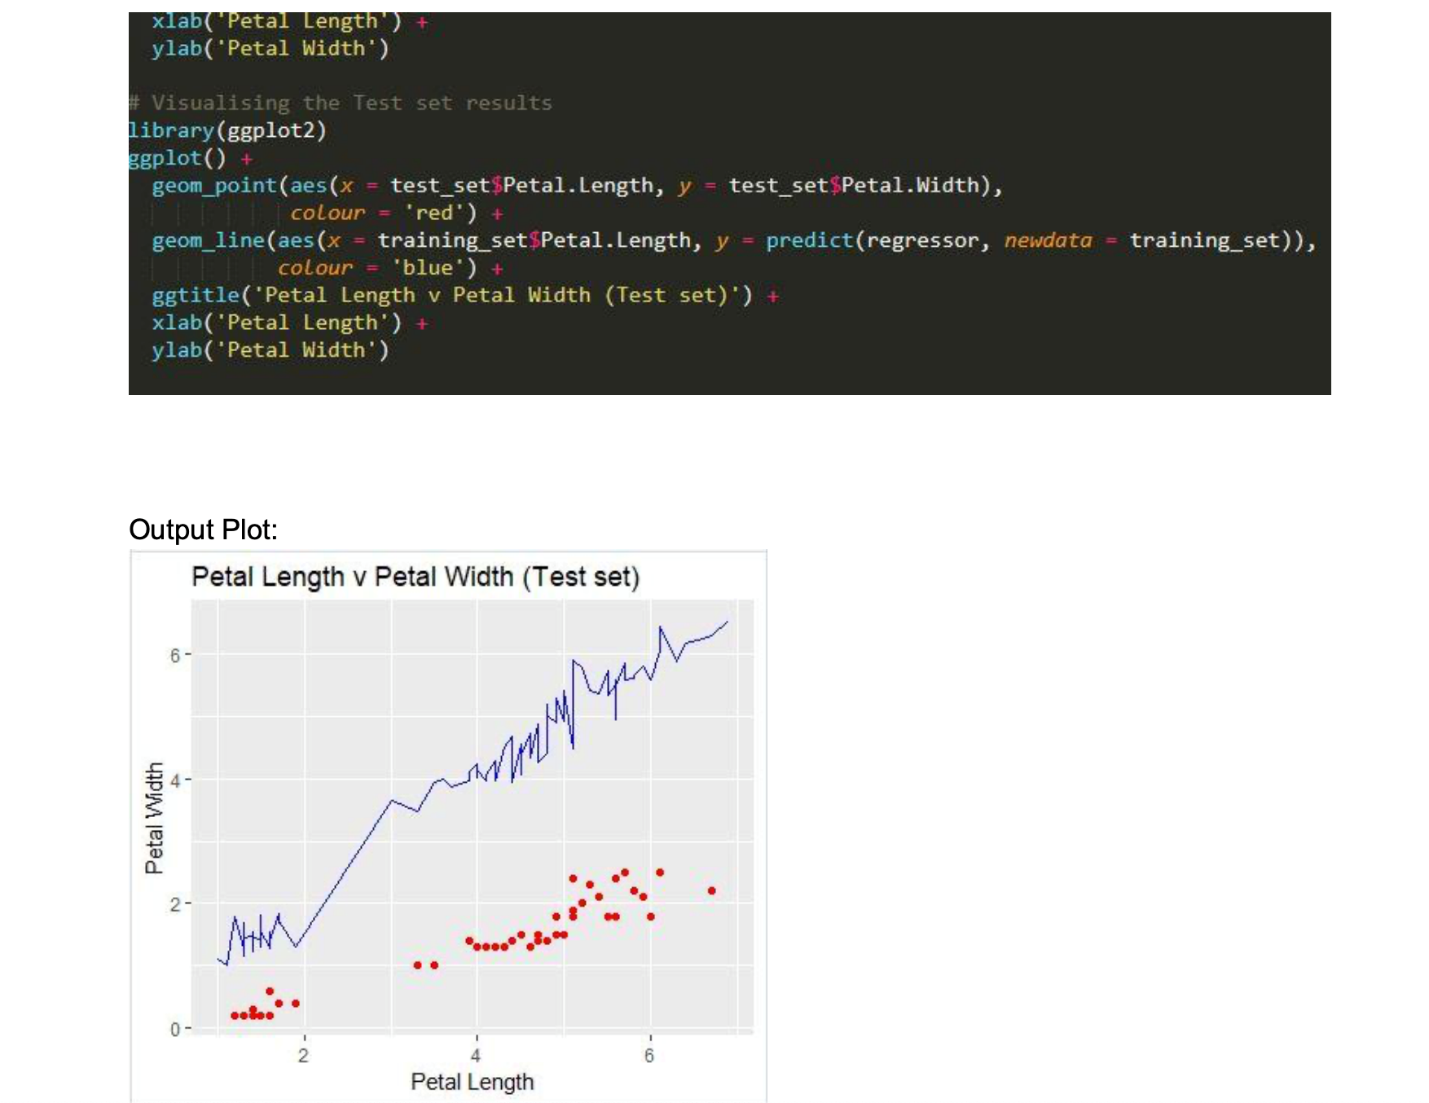 xlab('Petal Length') +
ylab('Petal Width')
# Visualising the Test set results
library(ggplot2)
ggplot() +
geom_point(aes(x = test_set$Petal.Length, y = test_set$Petal.Width),
colour = 'red') +
geom_line(aes(x = training_set$Petal.Length, y = predict(regressor, newdata = training_set)),
colour = 'blue') +
ggtitle('Petal Length v Petal Width (Test set)') +
xlab('Petal Length') +
ylab('Petal Width')
Output Plot:
Petal Length v Petal Width (Test set)
6
4
2
0
Petal Width
2 4 6
Petal Length